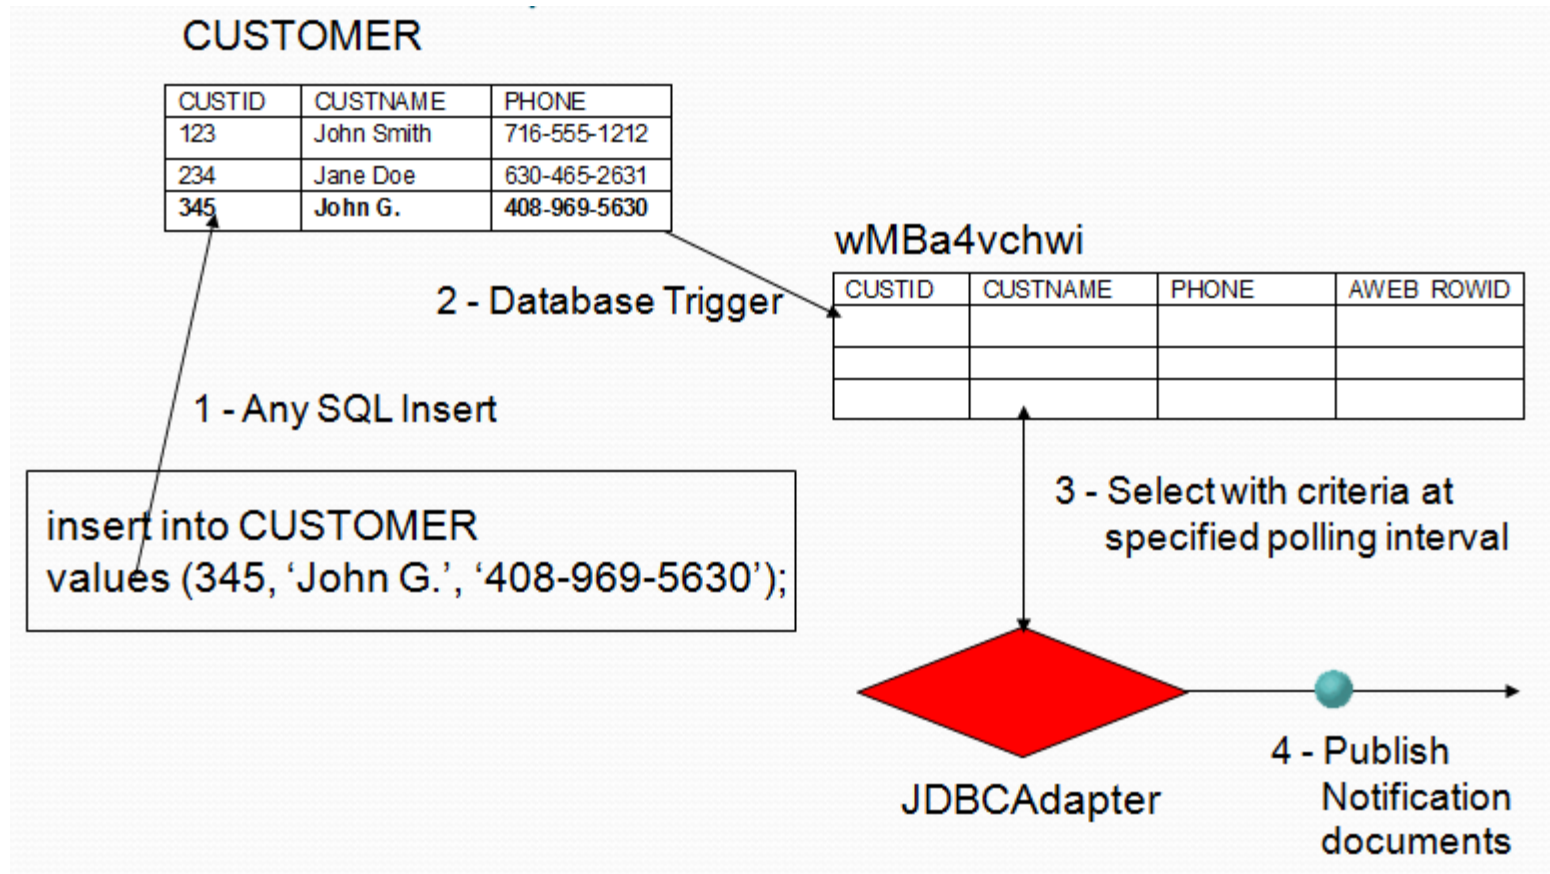 CUSTOMER
CUSTID CUSTNAME PHONE
123 John Smith 716-555-1212
234 Jane Doe 630-465-2631
345 John G. 408-969-5630
wMBa4vchwi
CUSTID CUSTNAME PHONE AWEB ROWID
2 - Database Trigger
1 - Any SQL Insert
insert into CUSTOMER
values (345, ‘John G.’, ‘408-969-5630’);
3 - Select with criteria at
specified polling interval
JDBCAdapter
4 - Publish
Notification
documents